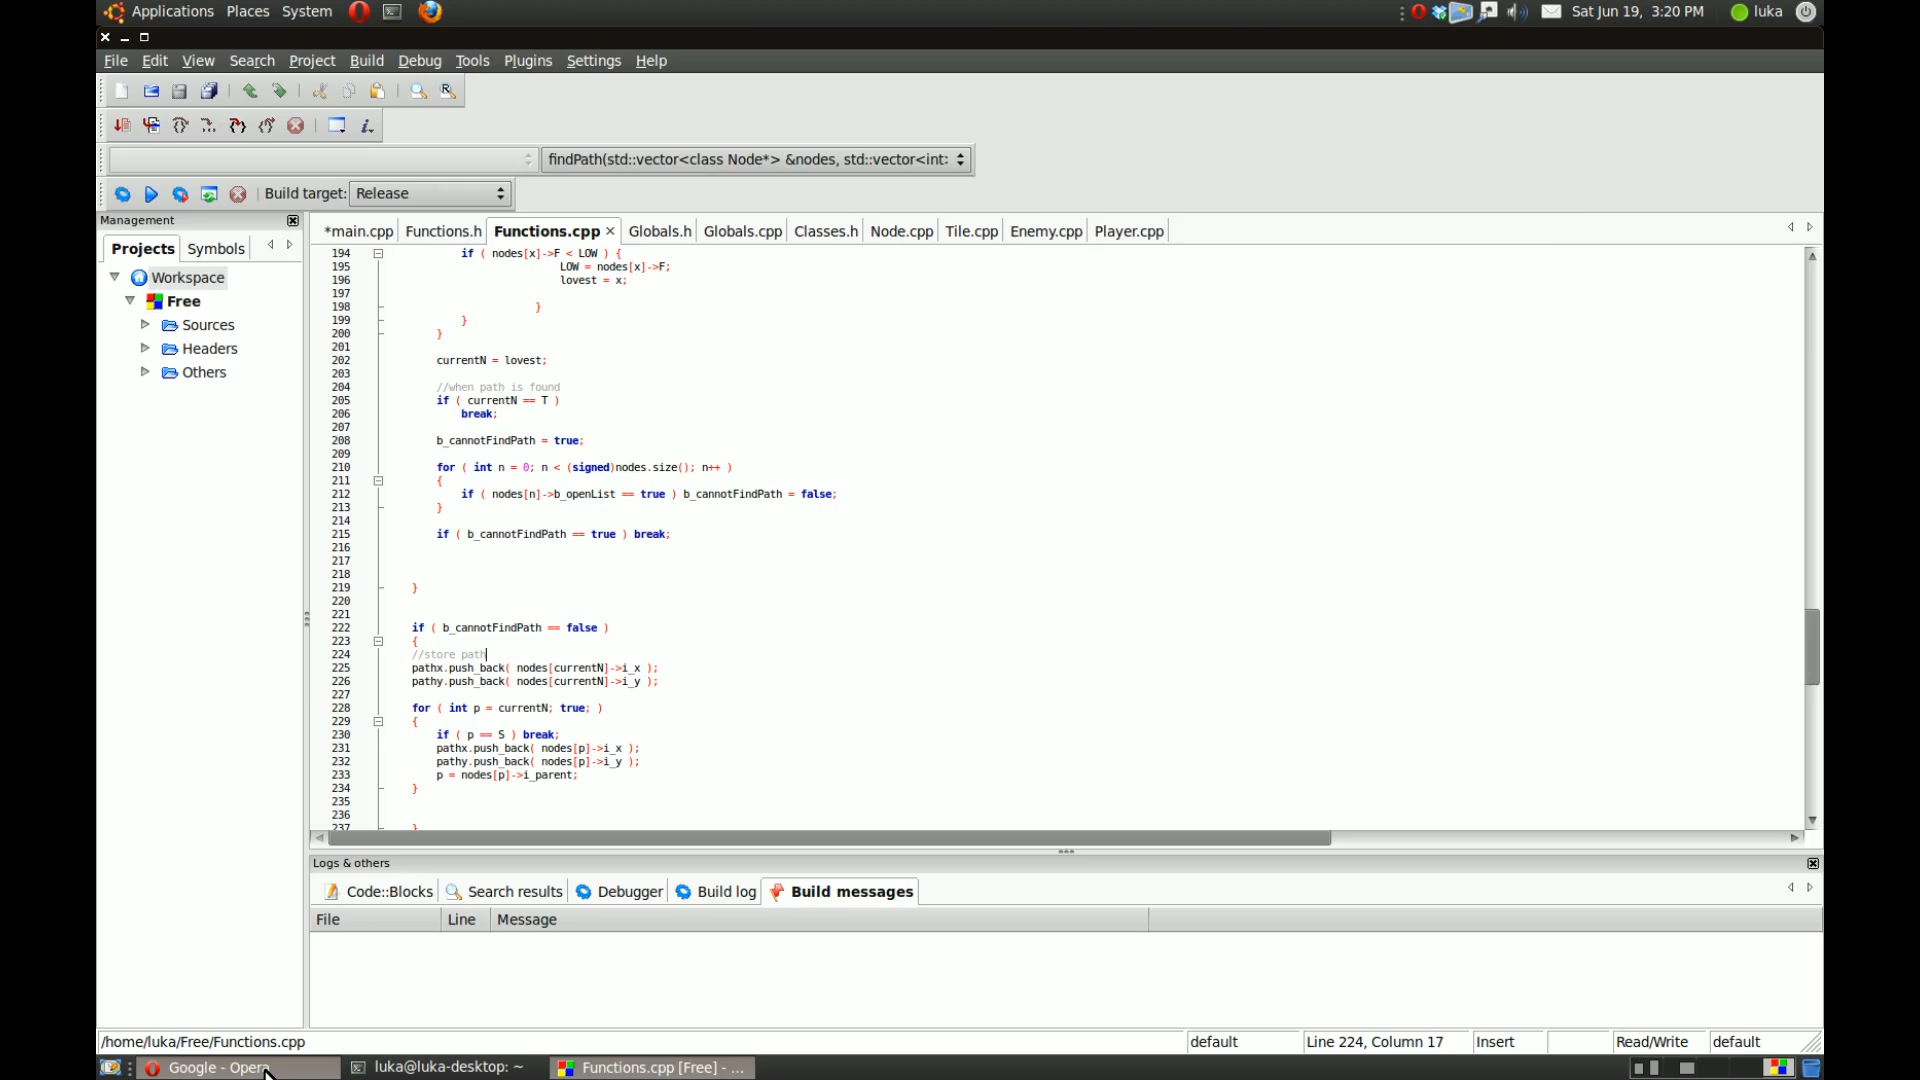 Applications Places System Sat Jun 19, 3:20 PM luka
File Edit View Search Project Build Debug Tools Plugins Settings Help
findPath(std::vector<class Node*> &nodes, std::vector<int:
Build target: Release
Management
Projects Symbols
Workspace
Free
Sources
Headers
Others
*main.cpp Functions.h Functions.cpp Globals.h Globals.cpp Classes.h Node.cpp Tile.cpp Enemy.cpp Player.cpp
194 if ( nodes[x]->F < LOW ) {
195 LOW = nodes[x]->F;
196 lovest = x;
197
198 }
199 }
200 }
201
202 currentN = lovest;
203
204 //when path is found
205 if ( currentN == T )
206 break;
207
208 b_cannotFindPath = true;
209
210 for ( int n = 0; n < (signed)nodes.size(); n++ )
211 {
212 if ( nodes[n]->b_openList == true ) b_cannotFindPath = false;
213 }
214
215 if ( b_cannotFindPath == true ) break;
216
217
218
219 }
220
221
222 if ( b_cannotFindPath == false )
223 {
224 //store path
225 pathx.push_back( nodes[currentN]->i_x );
226 pathy.push_back( nodes[currentN]->i_y );
227
228 for ( int p = currentN; true; )
229 {
230 if ( p == S ) break;
231 pathx.push_back( nodes[p]->i_x );
232 pathy.push_back( nodes[p]->i_y );
233 p = nodes[p]->i_parent;
234 }
235
236
237 }
Logs & others
Code::Blocks Search results Debugger Build log Build messages
File Line Message
/home/luka/Free/Functions.cpp default Line 224, Column 17 Insert Read/Write default
Google - Opera luka@luka-desktop: ~ Functions.cpp [Free] - ...